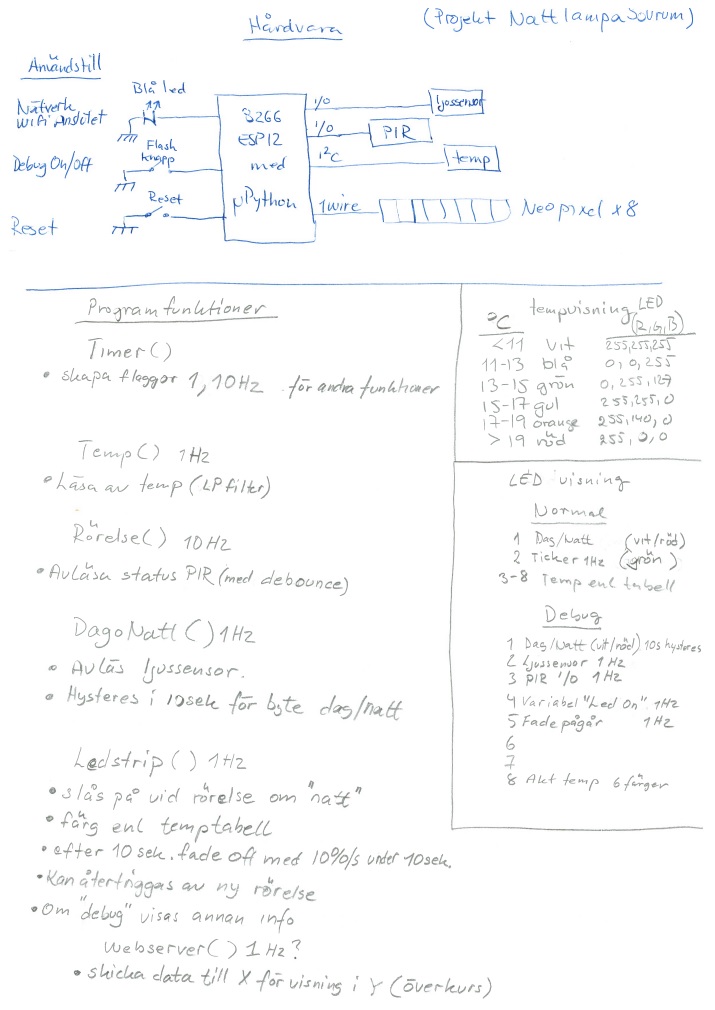 Hårdvara
(Projekt Nattlampa Sovrum)
Används till
Blå led
Nätverk
WiFi Anslutet
Flash
knapp
Debug On/off
Reset
Reset
8266
ESP12
med
µPython
I/O
ljussensor
I/O
PIR
I²C
temp
1wire
Neopixel x8
Programfunktioner
Timer()
• skapa flaggor 1, 10Hz för andra funktioner
Temp() 1Hz
• Läsa av temp (LP filter)
Rörelse() 10Hz
• Avläsa status PIR (med debounce)
DagoNatt() 1Hz
• Avläs ljussensor.
• Hysteres i 10sek för byte dag/natt
Ledstrip() 1Hz
• slås på vid rörelse om "natt"
• färg enl temptabell
• efter 10 sek. fade off med 10%/s under 10sek.
• Kan återtriggas av ny rörelse
• Om "debug" visas annan info
Webserver() 1Hz?
• skicka data till X för visning i Y (överkurs)
tempvisning LED
°C (R,G,B)
<11 vit 255,255,255
11-13 blå 0, 0, 255
13-15 grön 0, 255, 127
15-17 gul 255, 255, 0
17-19 orange 255, 140, 0
> 19 röd 255, 0, 0
LED visning
Normal
1 Dag/Natt (vit/röd)
2 Ticker 1Hz (grön)
3-8 Temp enl tabell
Debug
1 Dag/Natt (vit/röd) 10s hysteres
2 Ljussensor 1Hz
3 PIR I/O 1Hz
4 Variabel "Led On". 1Hz
5 Fade pågår 1Hz
6
7
8 Akt temp 6 färger